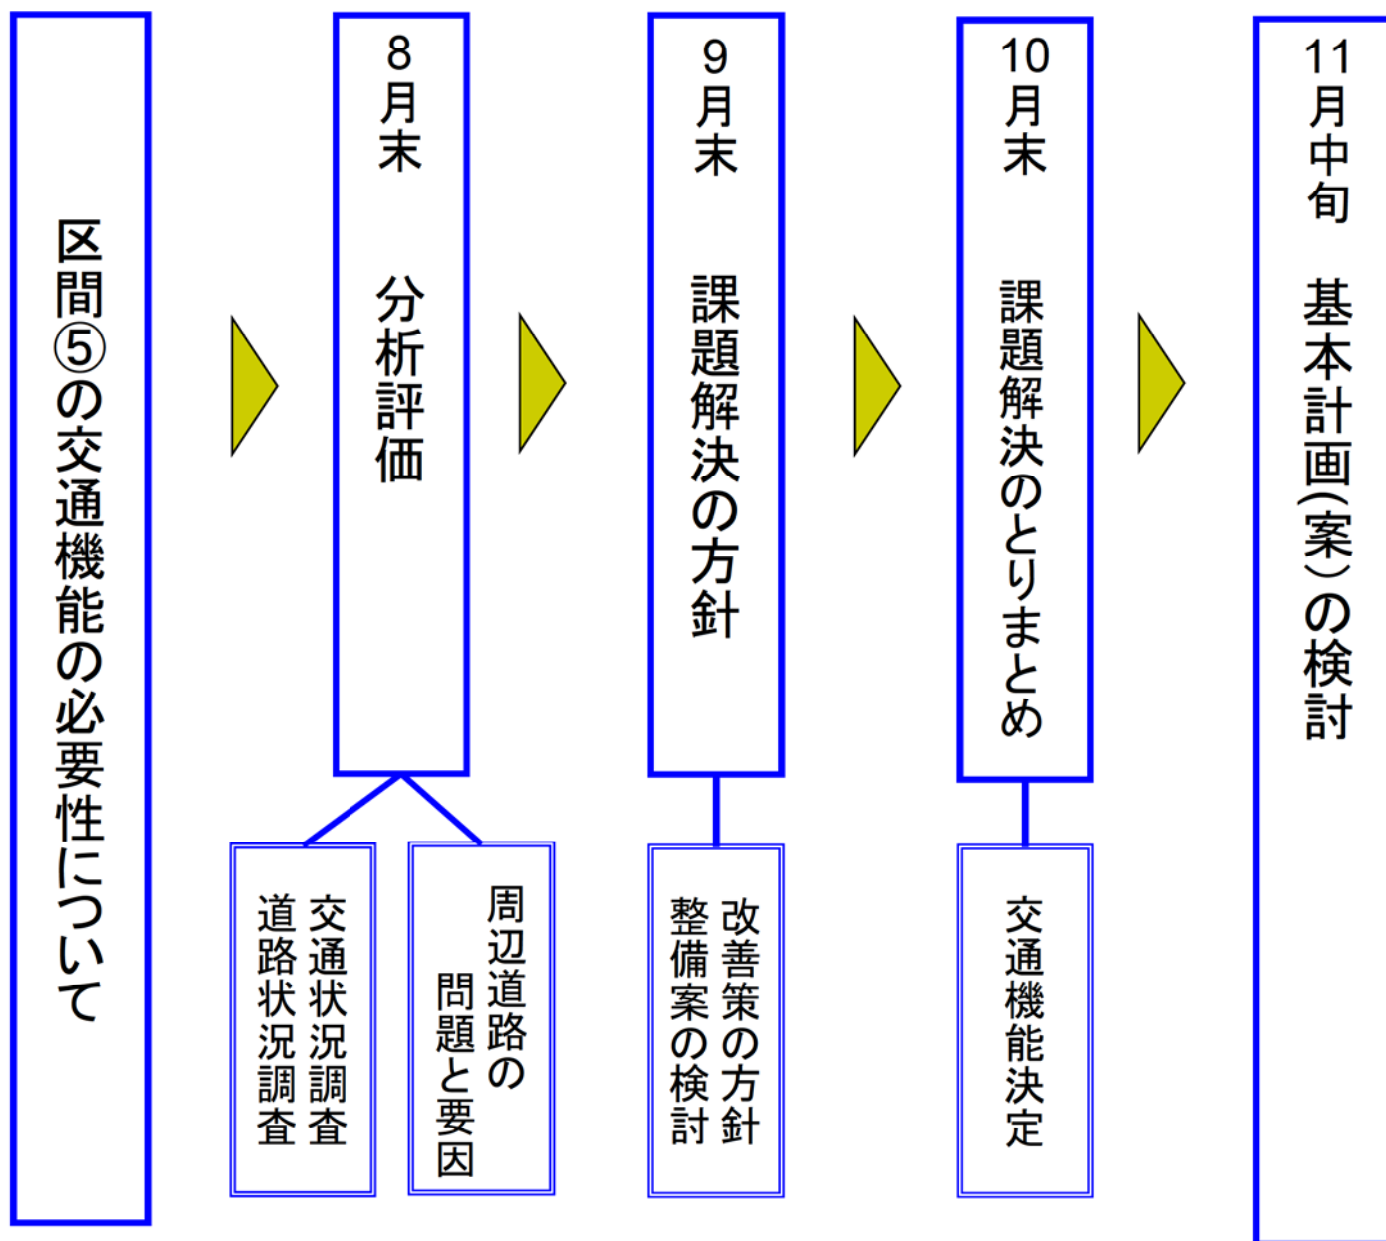 区間⑤の交通機能の必要性について
8月末　分析評価
交通状況調査
道路状況調査
周辺道路の
問題と要因
9月末　課題解決の方針
改善策の方針
整備案の検討
10月末　課題解決のとりまとめ
交通機能決定
11月中旬　基本計画(案)の検討